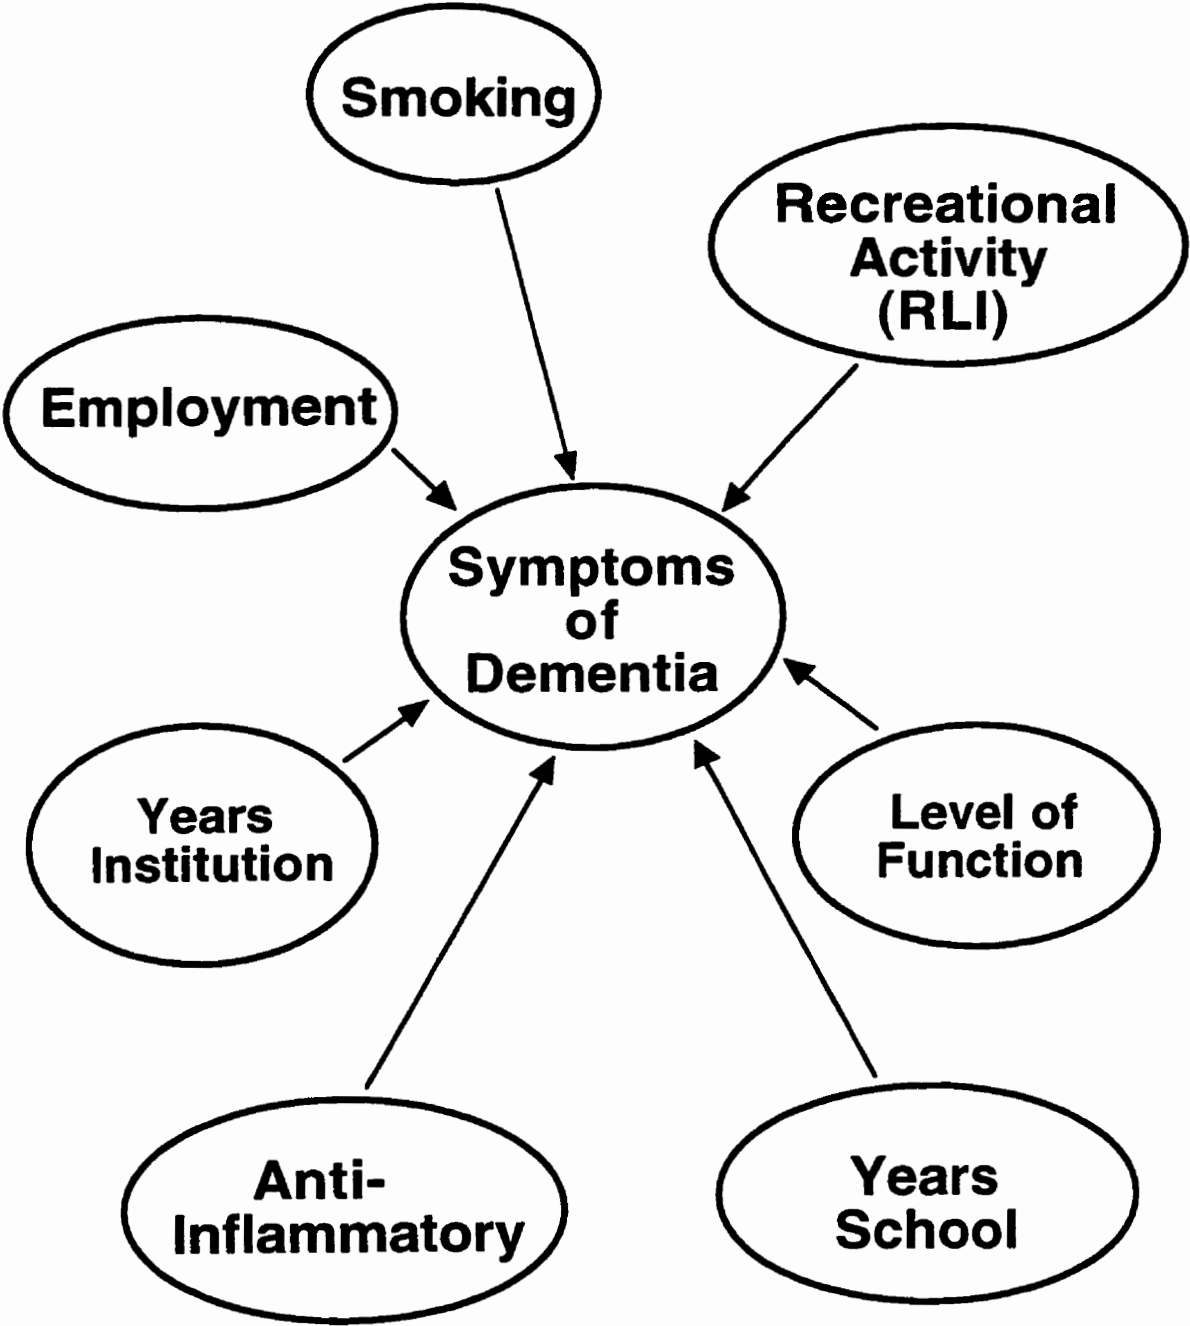 Smoking
Recreational
Activity
(RLI)
Employment
Symptoms
of
Dementia
Years
Institution
Level of
Function
Anti-
Inflammatory
Years
School